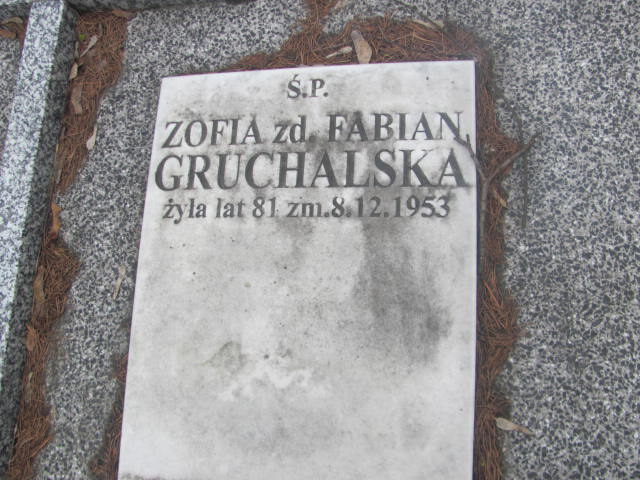 Ś.P.
ZOFIA zd. FABIAN
GRUCHALSKA
żyła lat 81 zm.8.12.1953